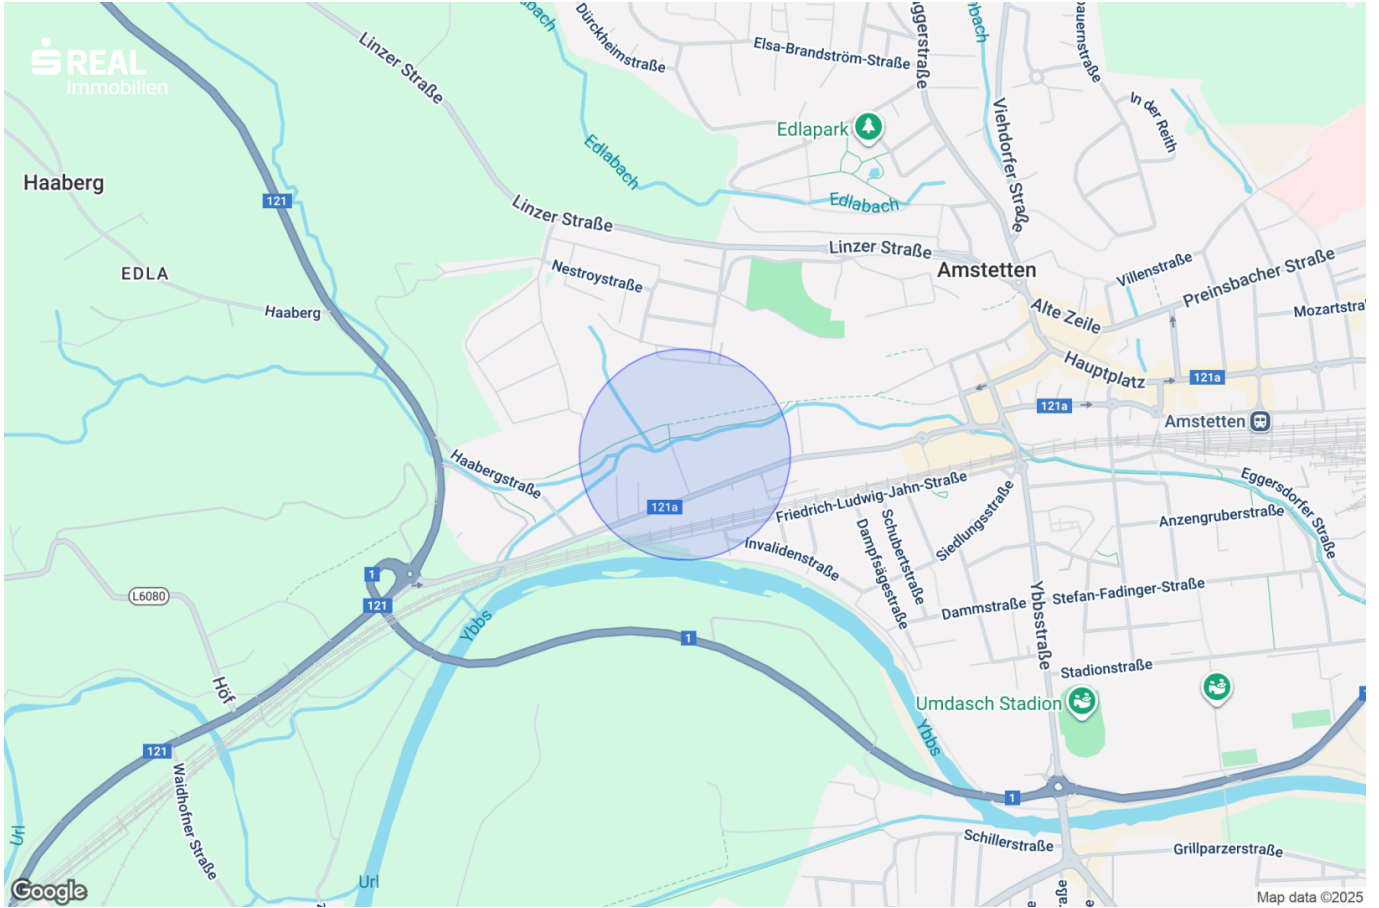 REAL
Immobilien
Linzer Straße
Dürckheimstraße
Elsa-Brandström-Straße
Viehdorfer Straße
In der Reith
Edlapark
Edlabach
Edlabach
Haaberg
121
Linzer Straße
Linzer Straße
Amstetten
EDLA
Nestroystraße
Villenstraße
Preinsbacher Straße
Haaberg
Alte Zeile
Hauptplatz
121a
121a
Amstetten
Haabergstraße
121a
Friedrich-Ludwig-Jahn-Straße
Eggersdorfer Straße
Anzengruberstraße
Siedlungsstraße
Schubertstraße
Dampfsägestraße
Invalidenstraße
1
121
L6080
Ybbs
Dammstraße
Stefan-Fadinger-Straße
Ybbsstraße
1
Stadionstraße
Höf
Umdasch Stadion
Ybbs
121
Waidhofner Straße
1
Schillerstraße
Grillparzerstraße
Url
Url
Google
Map data ©2025